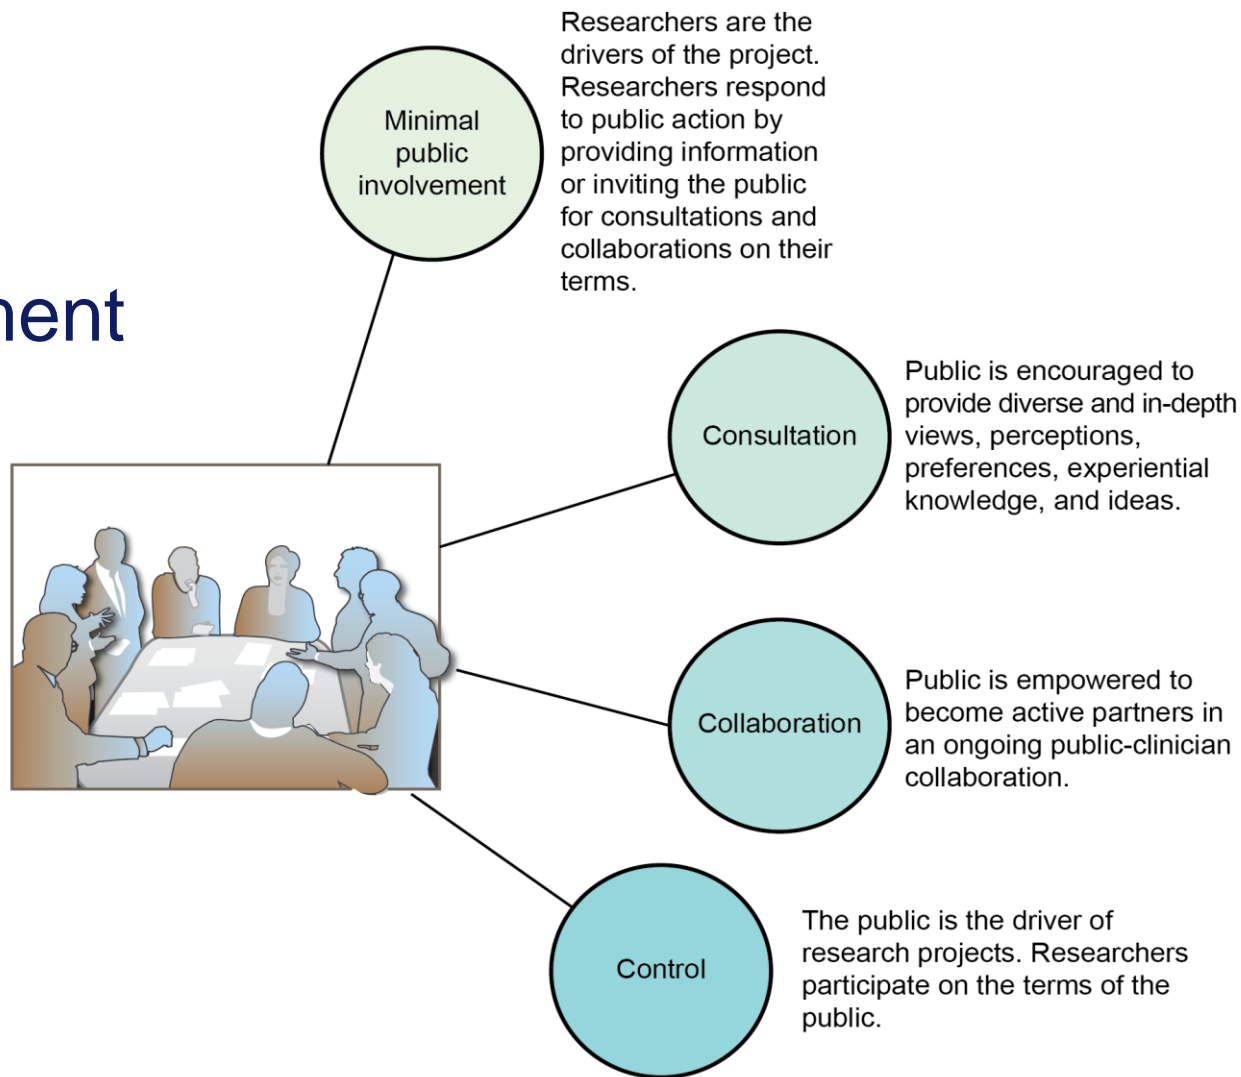 Researchers are the
drivers of the project.
Researchers respond
to public action by
providing information
or inviting the public
for consultations and
collaborations on their
terms.
Minimal
public
involvement
Public is encouraged to
provide diverse and in-depth
views, perceptions,
preferences, experiential
knowledge, and ideas.
Consultation
Public is empowered to
become active partners in
an ongoing public-clinician
collaboration.
Collaboration
The public is the driver of
research projects. Researchers
participate on the terms of the
public.
Control